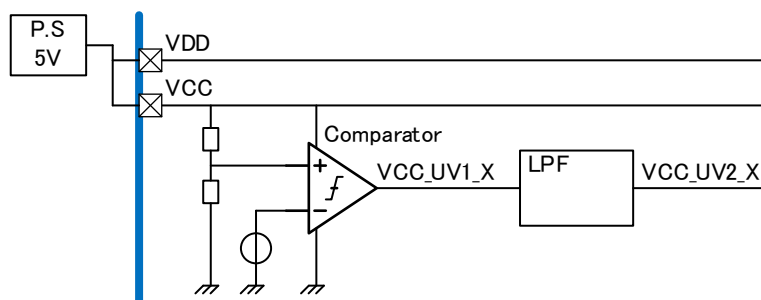 P.S
5V
VDD
VCC
Comparator
VCC_UV1_X
LPF
VCC_UV2_X